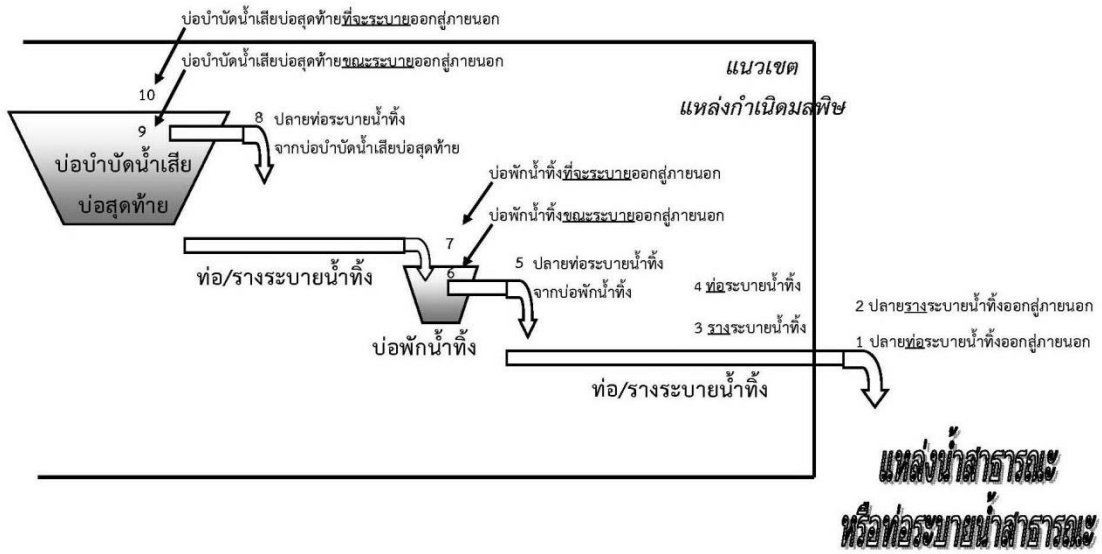 บ่อบำบัดน้ำเสียบ่อสุดท้ายที่จะระบายออกสู่ภายนอก
บ่อบำบัดน้ำเสียบ่อสุดท้ายขณะระบายออกสู่ภายนอก
แนวเขต
แหล่งกำเนิดมลพิษ
10
9
8 ปลายท่อระบายน้ำทิ้ง
จากบ่อบำบัดน้ำเสียบ่อสุดท้าย
บ่อบำบัดน้ำเสีย
บ่อสุดท้าย
บ่อพักน้ำทิ้งที่จะระบายออกสู่ภายนอก
บ่อพักน้ำทิ้งขณะระบายออกสู่ภายนอก
7
6
5 ปลายท่อระบายน้ำทิ้ง
จากบ่อพักน้ำทิ้ง
ท่อ/รางระบายน้ำทิ้ง
บ่อพักน้ำทิ้ง
4 ท่อระบายน้ำทิ้ง
3 รางระบายน้ำทิ้ง
2 ปลายรางระบายน้ำทิ้งออกสู่ภายนอก
1 ปลายท่อระบายน้ำทิ้งออกสู่ภายนอก
ท่อ/รางระบายน้ำทิ้ง
แหล่งน้ำสาธารณะ
หรือท่อระบายน้ำสาธารณะ